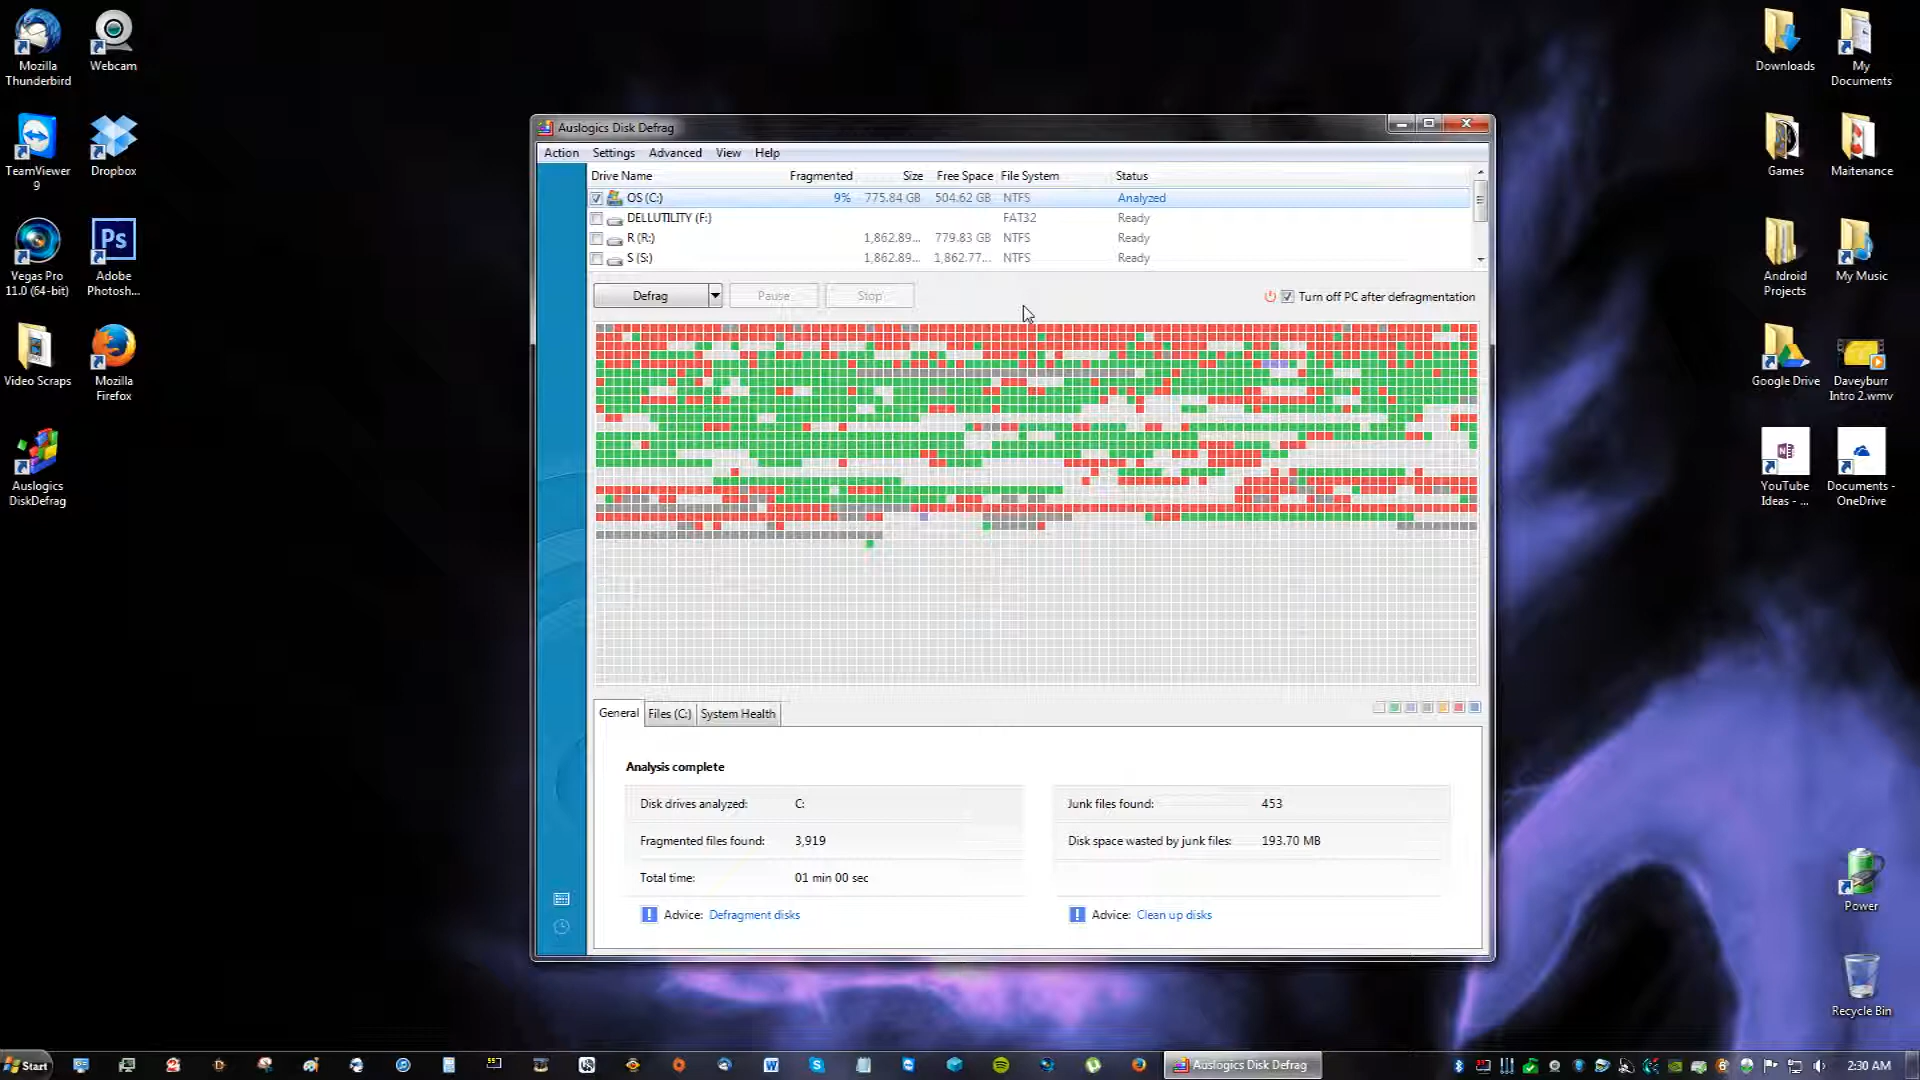 Mozilla
Thunderbird
Webcam
TeamViewer
9
Dropbox
Vegas Pro
11.0 (64-bit)
Ps
Adobe
Photosh...
Video Scraps
Mozilla
Firefox
Auslogics
DiskDefrag
Auslogics Disk Defrag
Action Settings Advanced View Help
Drive Name Fragmented Size Free Space File System Status
OS (C:) 9% 775.84 GB 504.62 GB NTFS Analyzed
DELLUTILITY (F:) FAT32 Ready
R (R:) 1,862.89... 779.83 GB NTFS Ready
S (S:) 1,862.89... 1,862.77... NTFS Ready
Defrag Pause Stop Turn off PC after defragmentation
General Files (C:) System Health
Analysis complete
Disk drives analyzed: C: Junk files found: 453
Fragmented files found: 3,919 Disk space wasted by junk files: 193.70 MB
Total time: 01 min 00 sec
Advice: Defragment disks Advice: Clean up disks
Downloads
My
Documents
Games
Maitenance
Android
Projects
My Music
Google Drive
Daveyburr
Intro 2.wmv
YouTube
Ideas - ...
Documents -
OneDrive
Power
Recycle Bin
Start
Auslogics Disk Defrag
2:30 AM